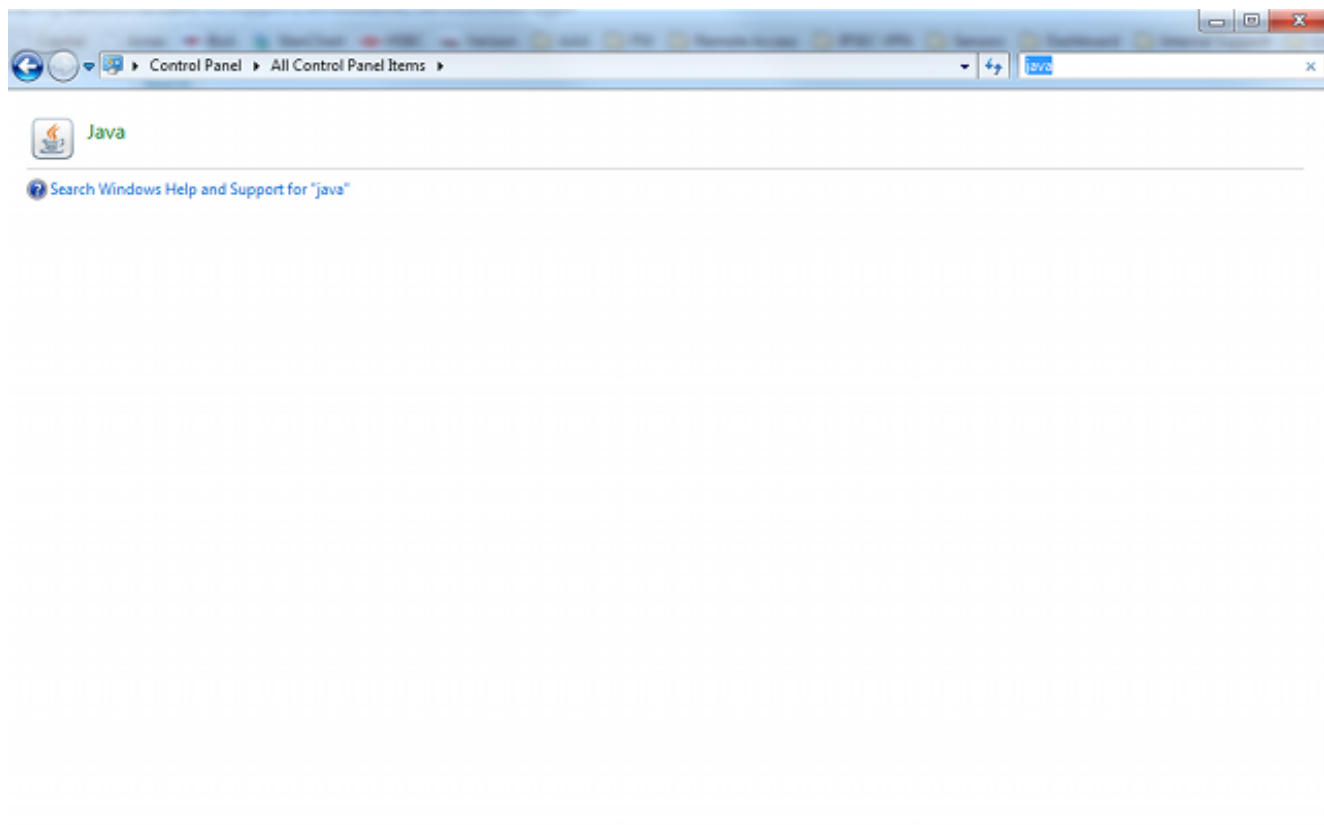 Control Panel All Control Panel Items java
Java
Search Windows Help and Support for "java"